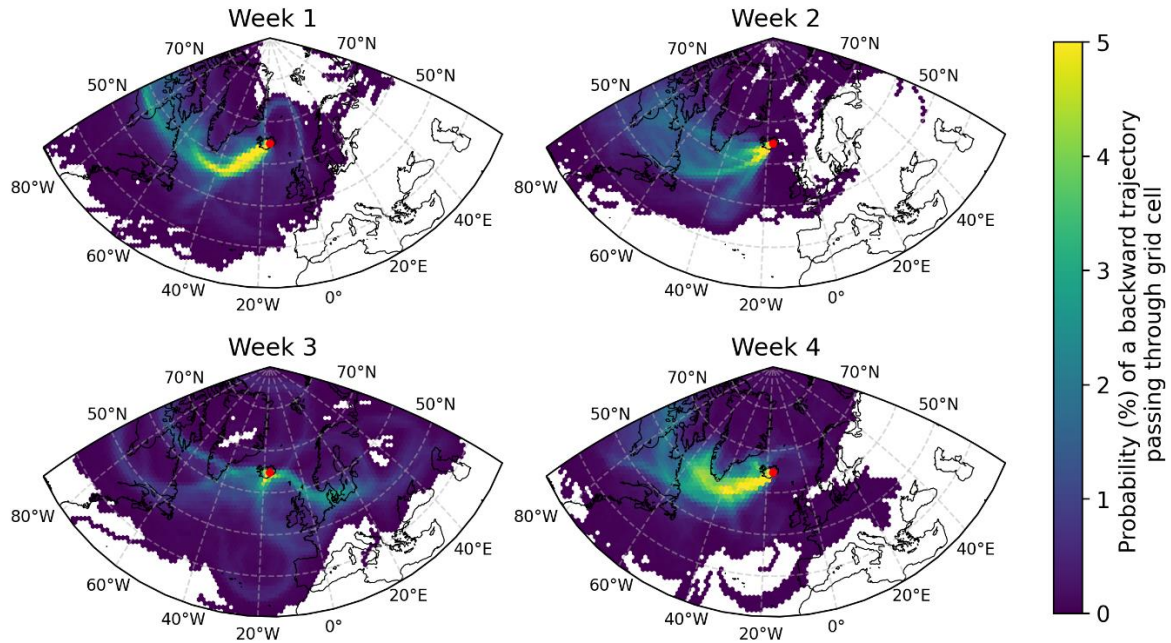 Week 1
70°N
70°N
50°N
50°N
80°W
60°W
40°W
20°W
0°
20°E
40°E
Week 2
70°N
70°N
50°N
50°N
80°W
60°W
40°W
20°W
0°
20°E
40°E
Week 3
70°N
70°N
50°N
50°N
80°W
60°W
40°W
20°W
0°
20°E
40°E
Week 4
70°N
70°N
50°N
50°N
80°W
60°W
40°W
20°W
0°
20°E
40°E
5
4
3
2
1
0
Probability (%) of a backward trajectory
passing through grid cell